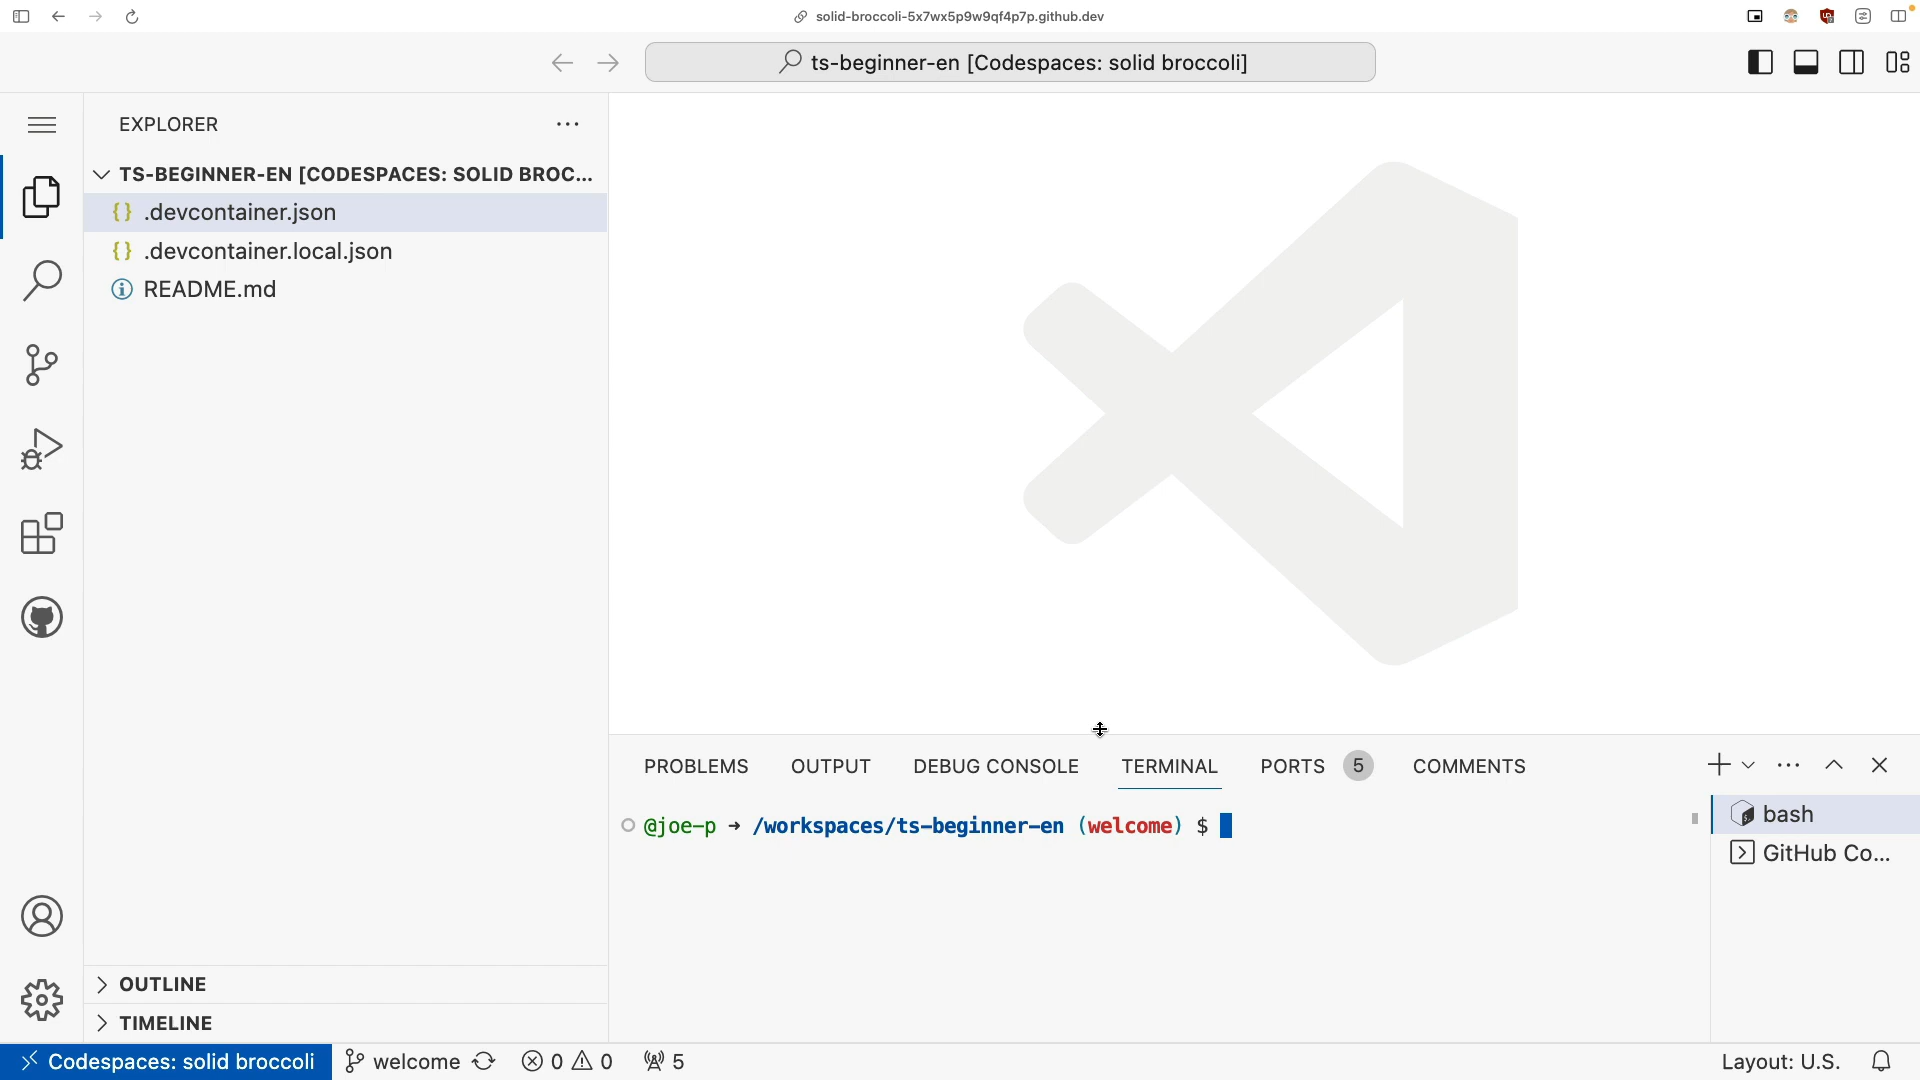 solid-broccoli-5x7wx5p9w9qf4p7p.github.dev
ts-beginner-en [Codespaces: solid broccoli]
EXPLORER
TS-BEGINNER-EN [CODESPACES: SOLID BROC...
{} .devcontainer.json
{} .devcontainer.local.json
README.md
PROBLEMS OUTPUT DEBUG CONSOLE TERMINAL PORTS 5 COMMENTS
@joe-p ➜ /workspaces/ts-beginner-en (welcome) $
bash
GitHub Co...
OUTLINE
TIMELINE
Codespaces: solid broccoli welcome 0 0 5 Layout: U.S.